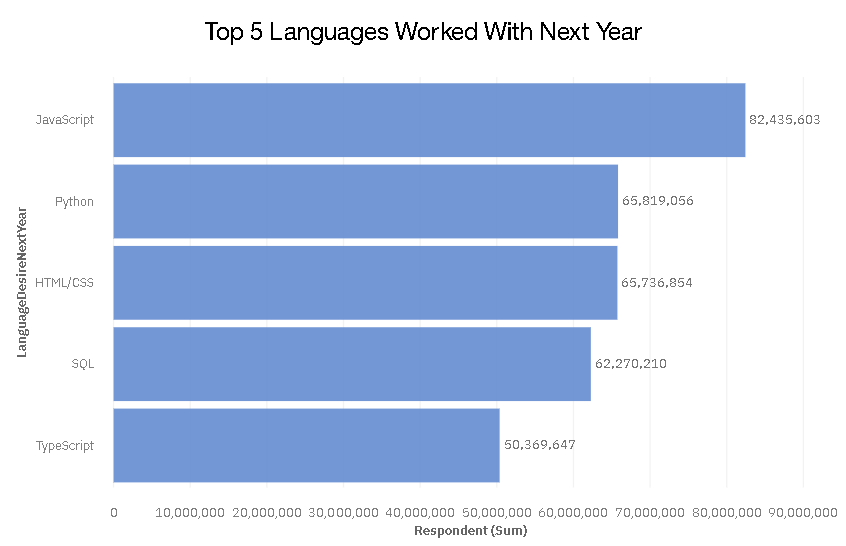 Top 5 Languages Worked With Next Year
LanguageDesireNextYear
JavaScript 82,435,603
Python 65,819,056
HTML/CSS 65,736,854
SQL 62,270,210
TypeScript 50,369,647
0 10,000,000 20,000,000 30,000,000 40,000,000 50,000,000 60,000,000 70,000,000 80,000,000 90,000,000
Respondent (Sum)